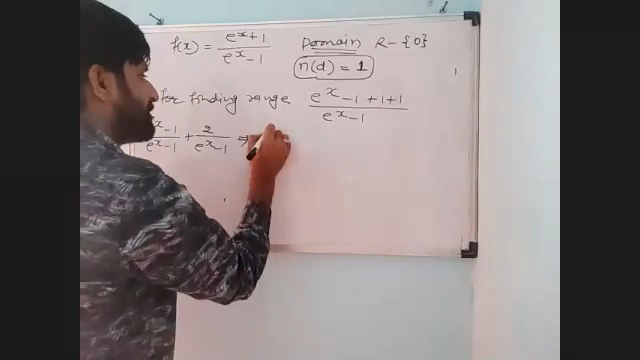 f(x) = e^x+1 / e^x-1 Domain R-{0}
n(d) = 1
for finding range e^x-1+1+1 / e^x-1
x-1 / e^x-1 + 2 / e^x-1 ⇒